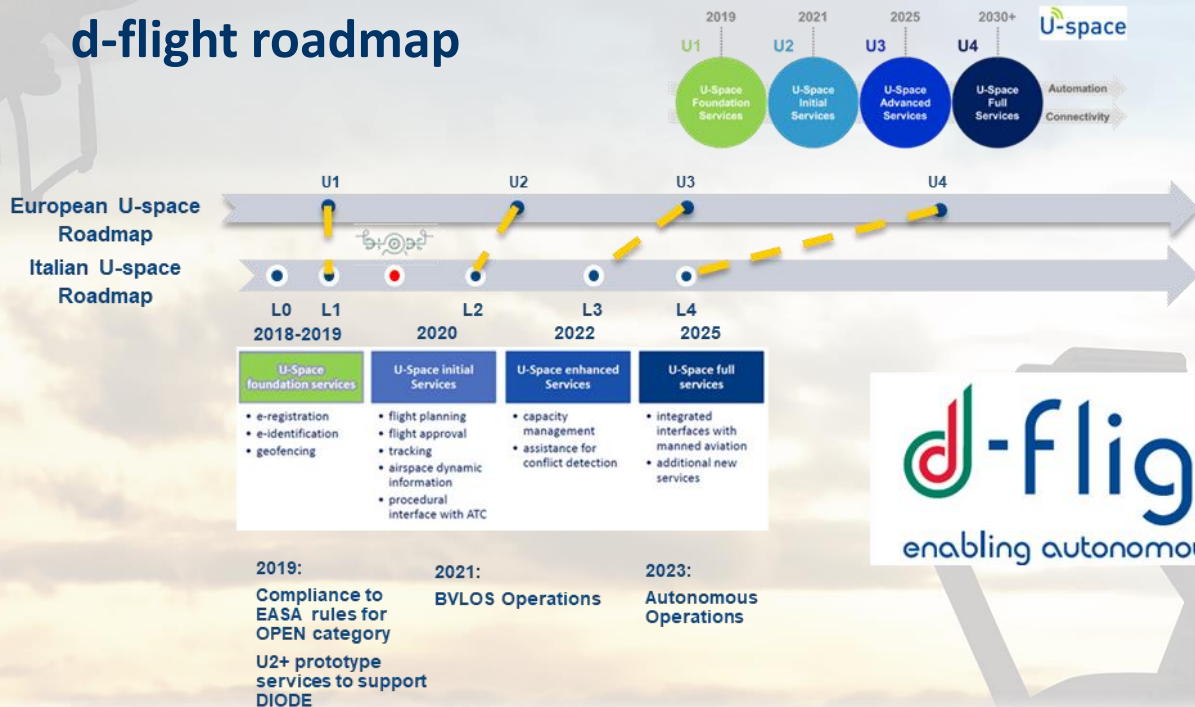 d-flight roadmap
2019
2021
2025
2030+
U-space
U1
U2
U3
U4
U-Space
Foundation
Services
U-Space
Initial
Services
U-Space
Advanced
Services
U-Space
Full
Services
Automation
Connectivity
U1
U2
U3
U4
European U-space
Roadmap
Italian U-space
Roadmap
L0
L1
L2
L3
L4
2018-2019
2020
2022
2025
U-Space
foundation services
• e-registration
• e-identification
• geofencing
U-Space initial
Services
• flight planning
• flight approval
• tracking
• airspace dynamic
information
• procedural
interface with ATC
U-Space enhanced
Services
• capacity
management
• assistance for
conflict detection
U-Space full
services
• integrated
interfaces with
manned aviation
• additional new
services
d-flig
enabling autonomou
2019:
Compliance to
EASA rules for
OPEN category
U2+ prototype
services to support
DIODE
2021:
BVLOS Operations
2023:
Autonomous
Operations